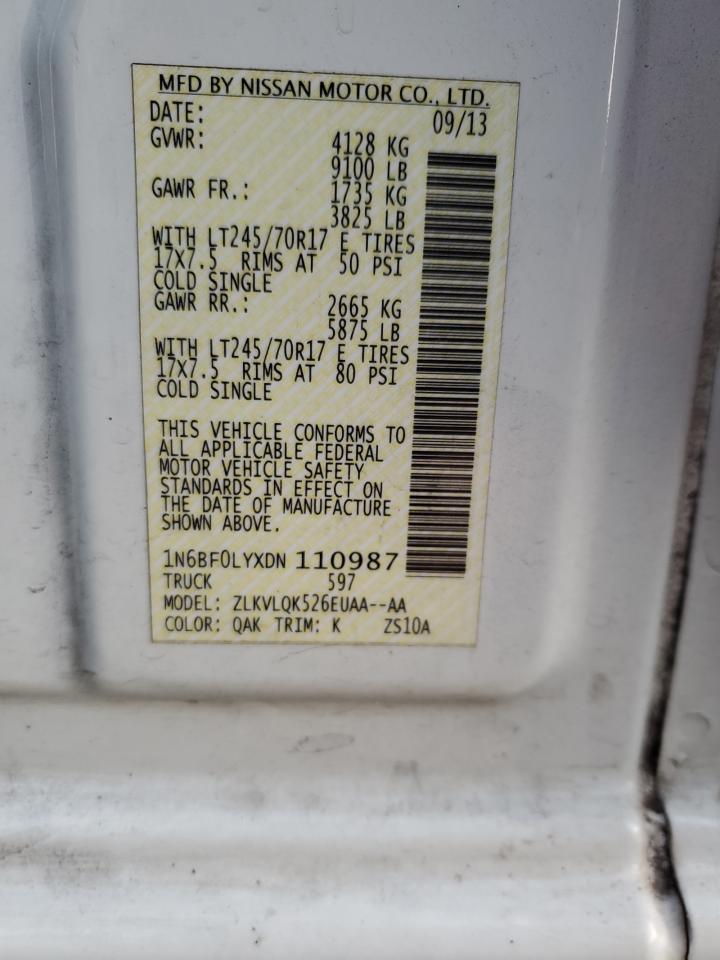 MFD BY NISSAN MOTOR CO., LTD.
DATE: 09/13
GVWR: 4128 KG
9100 LB
GAWR FR.: 1735 KG
3825 LB
WITH LT245/70R17 E TIRES
17X7.5 RIMS AT 50 PSI
COLD SINGLE
GAWR RR.: 2665 KG
5875 LB
WITH LT245/70R17 E TIRES
17X7.5 RIMS AT 80 PSI
COLD SINGLE
THIS VEHICLE CONFORMS TO
ALL APPLICABLE FEDERAL
MOTOR VEHICLE SAFETY
STANDARDS IN EFFECT ON
THE DATE OF MANUFACTURE
SHOWN ABOVE.
1N6BF0LYXDN 110987
TRUCK 597
MODEL: ZLKVLQK526EUAA--AA
COLOR: QAK TRIM: K ZS10A